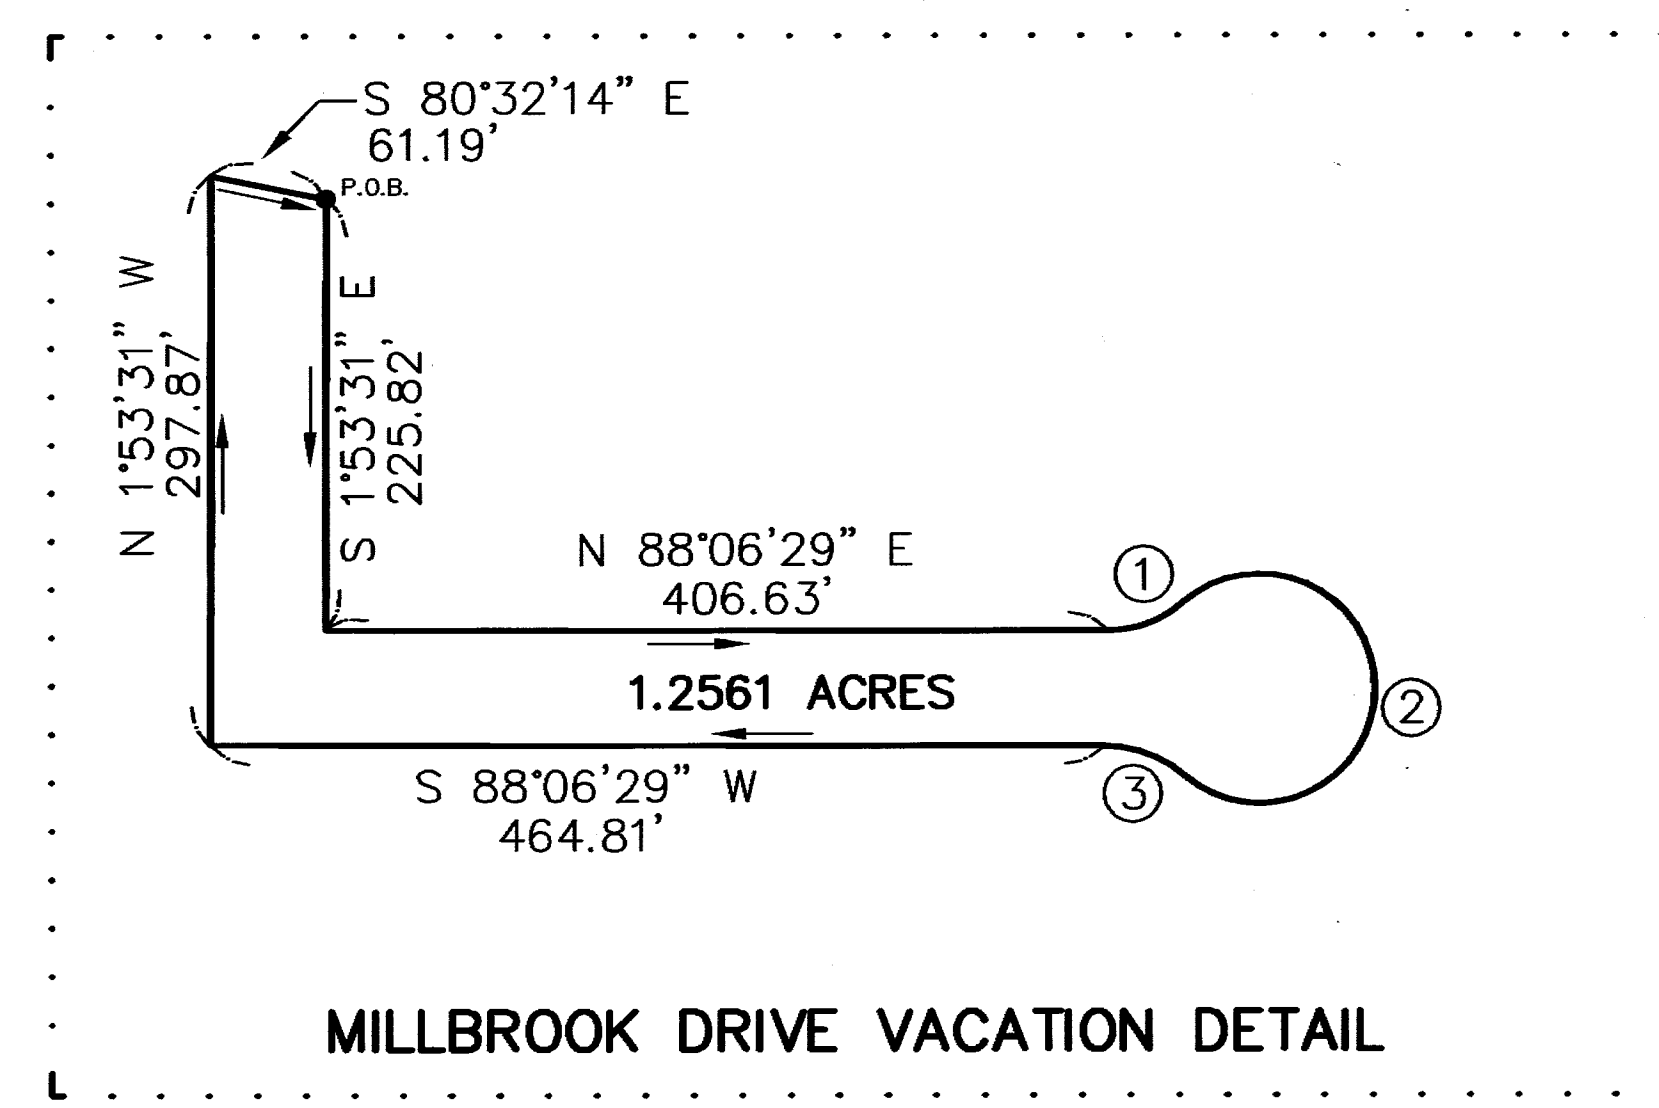 S 80°32'14" E
61.19'
P.O.B.
N 1°53'31" W
297.87'
S 1°53'31" E
225.82'
N 88°06'29" E
406.63'
1
1.2561 ACRES
2
S 88°06'29" W
464.81'
3
MILLBROOK DRIVE VACATION DETAIL